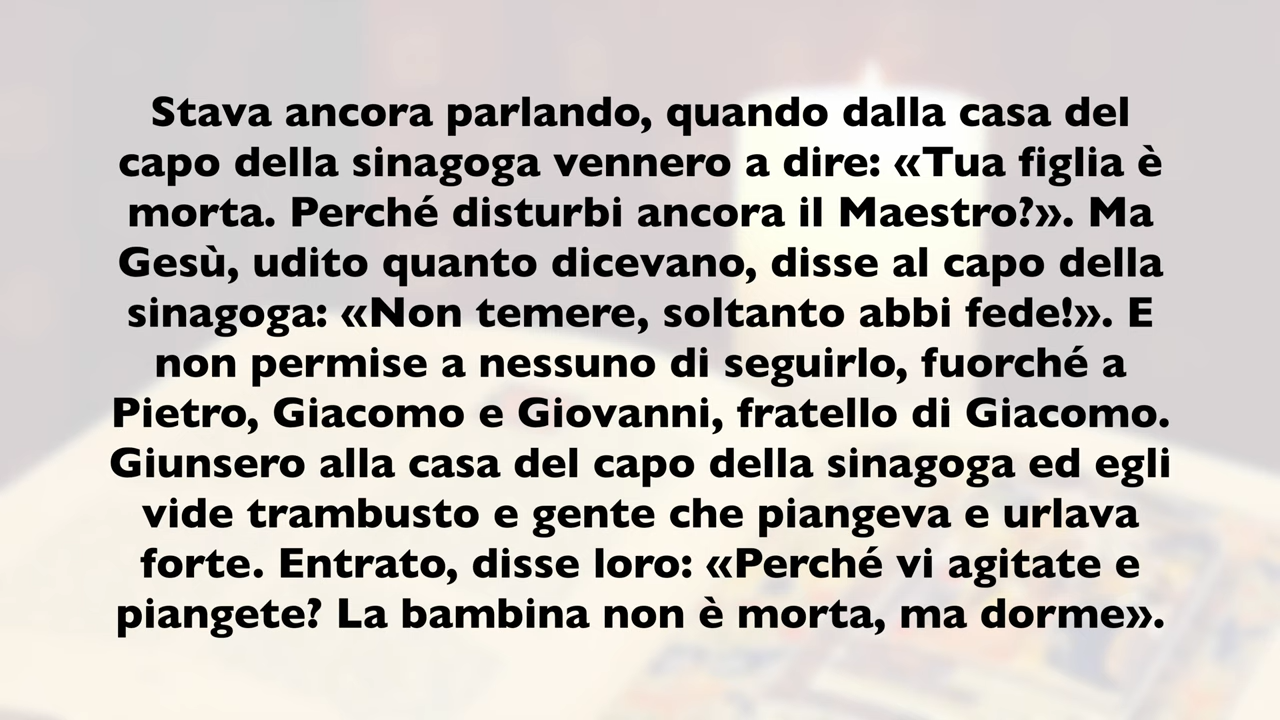 Stava ancora parlando, quando dalla casa del
capo della sinagoga vennero a dire: «Tua figlia è
morta. Perché disturbi ancora il Maestro?». Ma
Gesù, udito quanto dicevano, disse al capo della
sinagoga: «Non temere, soltanto abbi fede!». E
non permise a nessuno di seguirlo, fuorché a
Pietro, Giacomo e Giovanni, fratello di Giacomo.
Giunsero alla casa del capo della sinagoga ed egli
vide trambusto e gente che piangeva e urlava
forte. Entrato, disse loro: «Perché vi agitate e
piangete? La bambina non è morta, ma dorme».